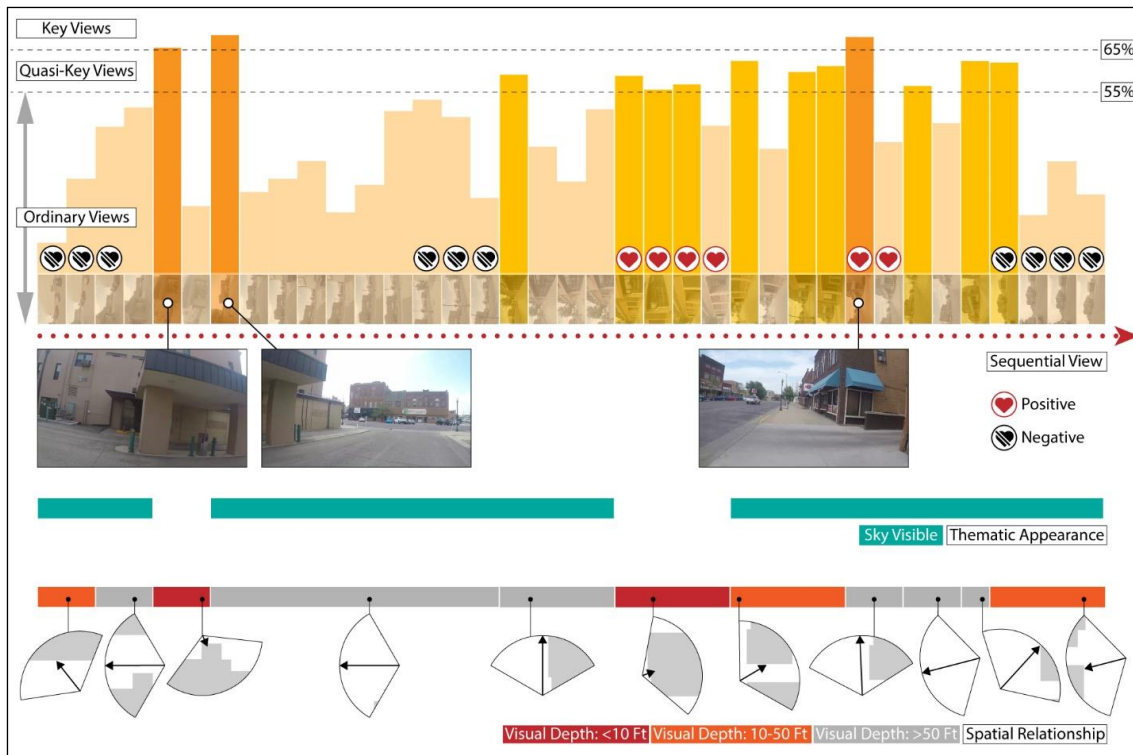 Key Views
65%
Quasi-Key Views
55%
Ordinary Views
Sequential View
Positive
Negative
Sky Visible Thematic Appearance
Visual Depth: <10 Ft Visual Depth: 10-50 Ft Visual Depth: >50 Ft Spatial Relationship